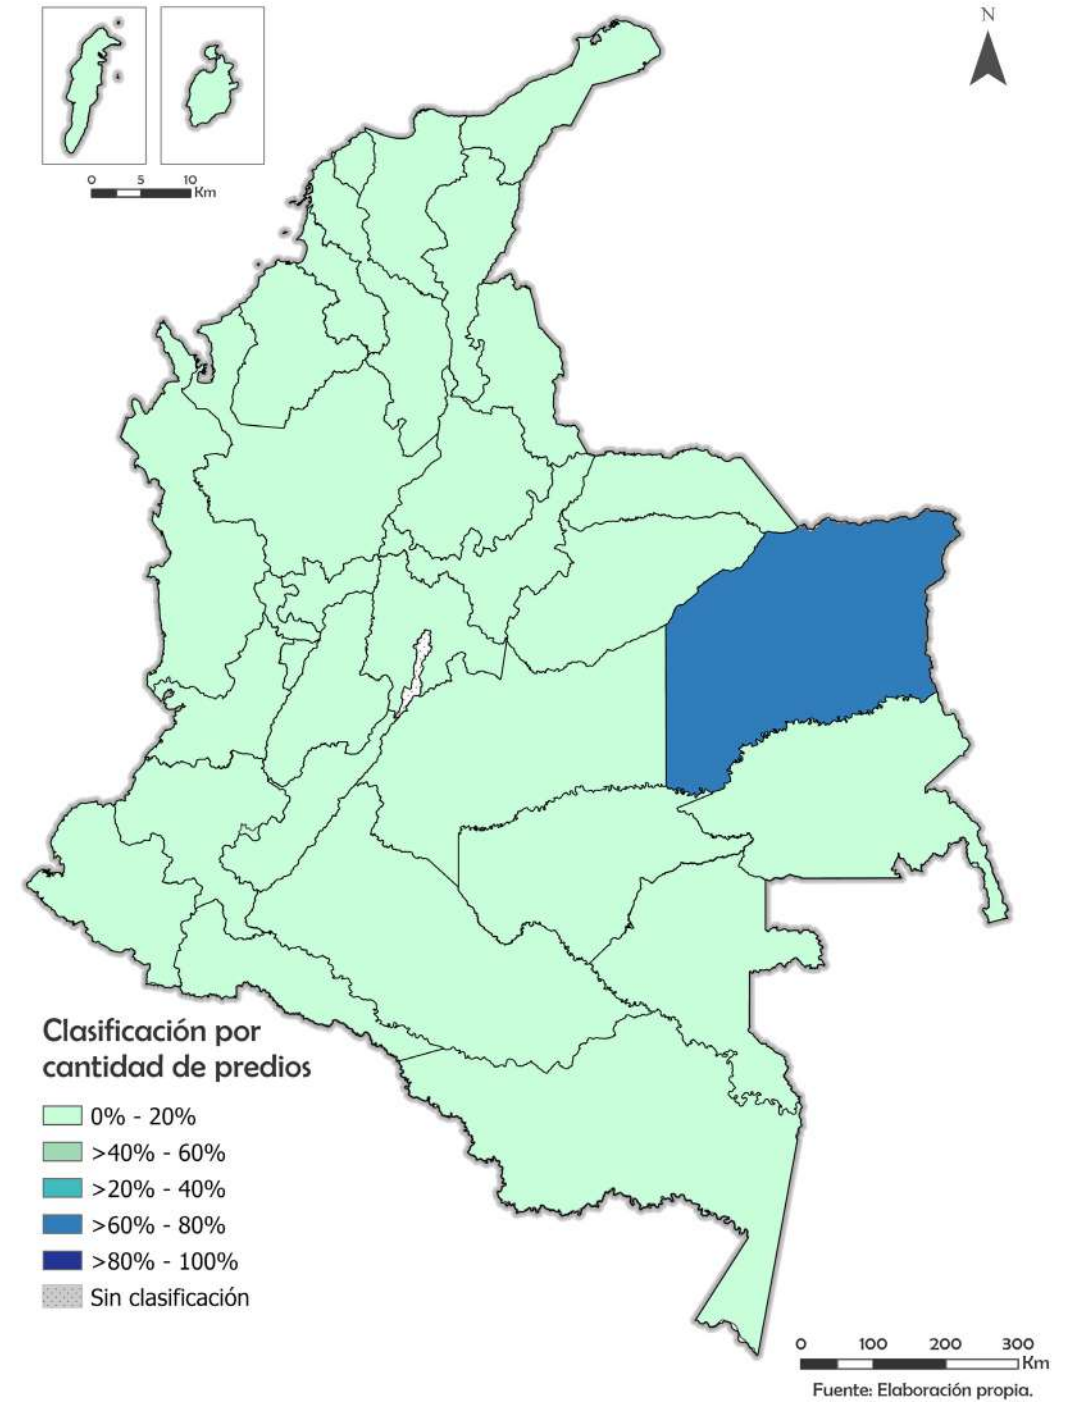 N
0 5 10
Km
Clasificación por
cantidad de predios
0% - 20%
>40% - 60%
>20% - 40%
>60% - 80%
>80% - 100%
Sin clasificación
0 100 200 300
Km
Fuente: Elaboración propia.